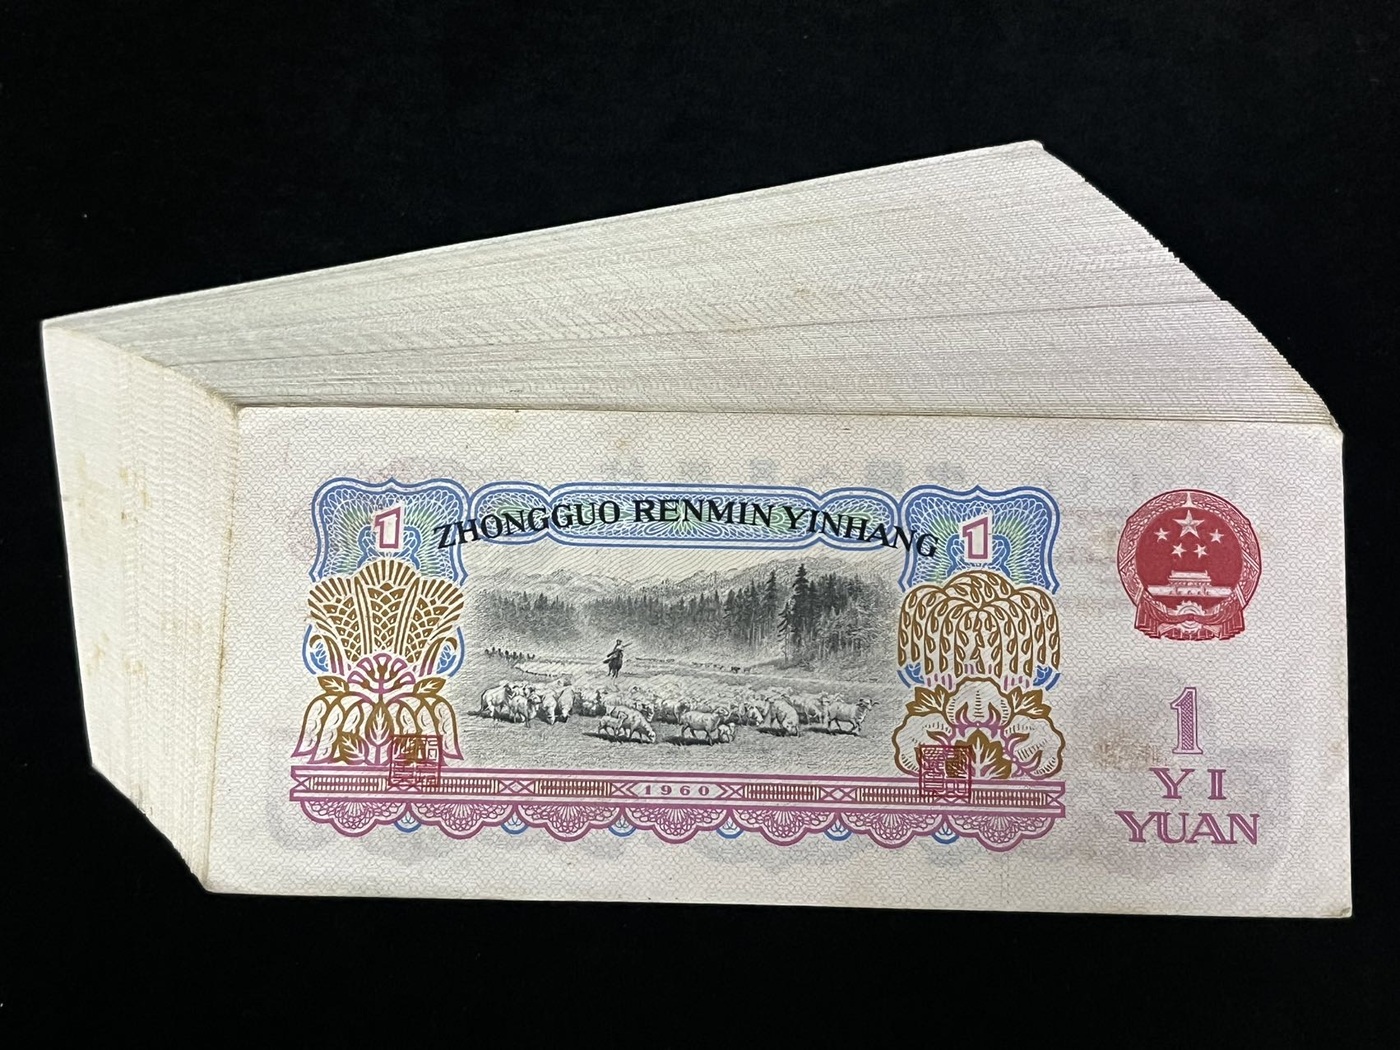 1
ZHONGGUO RENMIN YINHANG
1
1960
1
YI
YUAN